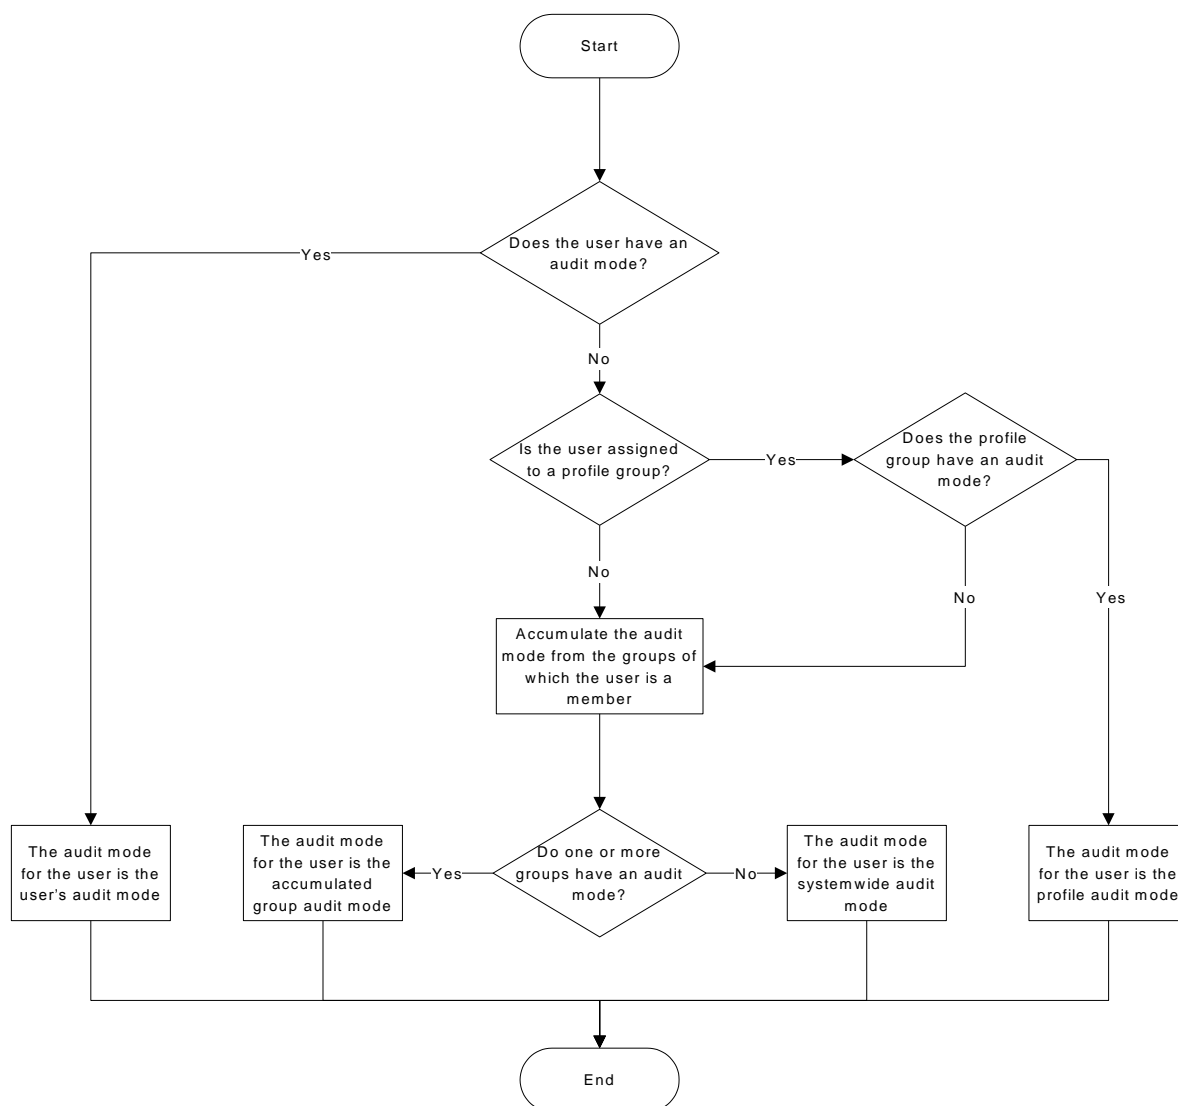 Start
Does the user have an
audit mode?
Yes
No
Is the user assigned
to a profile group?
Yes
Does the profile
group have an audit
mode?
No
No
Yes
Accumulate the audit
mode from the groups of
which the user is a
member
The audit mode
for the user is the
user's audit mode
The audit mode
for the user is the
accumulated
group audit mode
Yes
Do one or more
groups have an audit
mode?
No
The audit mode
for the user is the
systemwide audit
mode
The audit mode
for the user is the
profile audit mode
End